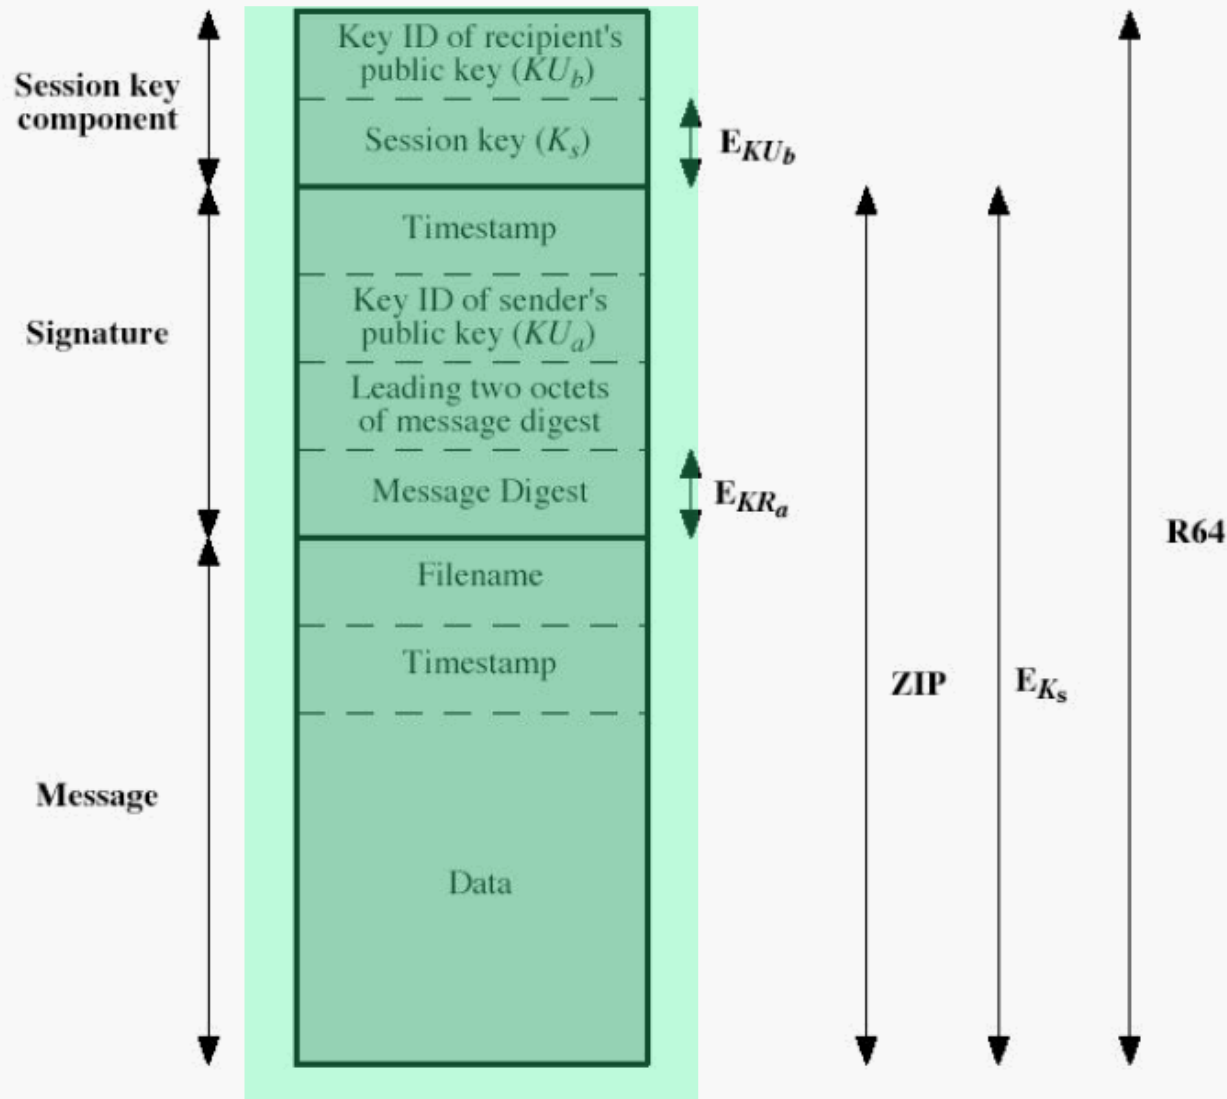 Key ID of recipient's
public key (KUb)
Session key
component
Session key (Ks)
EKUb
Timestamp
Key ID of sender's
public key (KUa)
Signature
Leading two octets
of message digest
Message Digest
EKRa
R64
Filename
Timestamp
ZIP
EKs
Message
Data